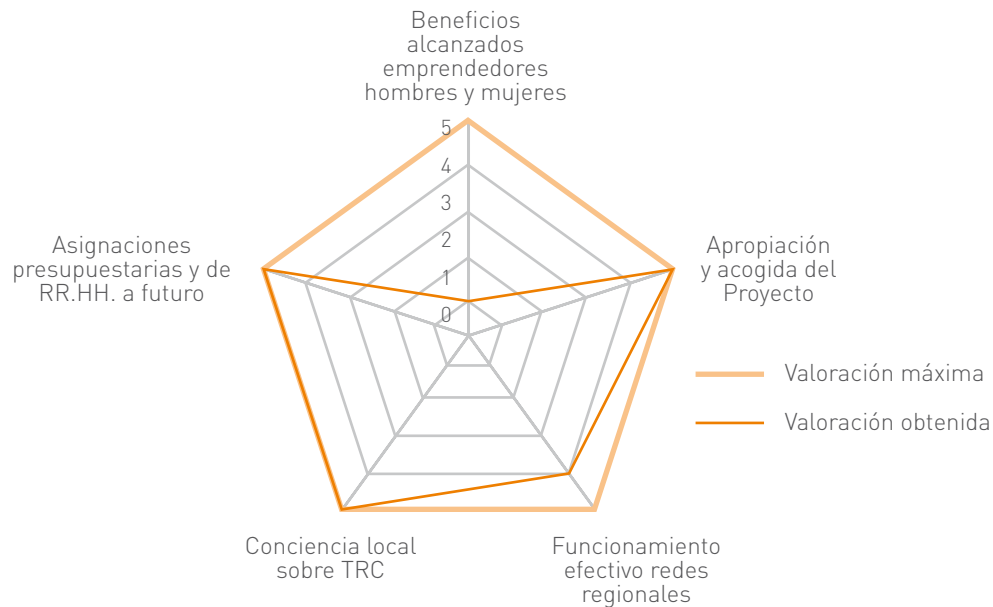 Beneficios
alcanzados
emprendedores
hombres y mujeres
5
4
3
2
1
0
Asignaciones
presupuestarias y de
RR.HH. a futuro
Apropiación
y acogida del
Proyecto
Valoración máxima
Valoración obtenida
Conciencia local
sobre TRC
Funcionamiento
efectivo redes
regionales